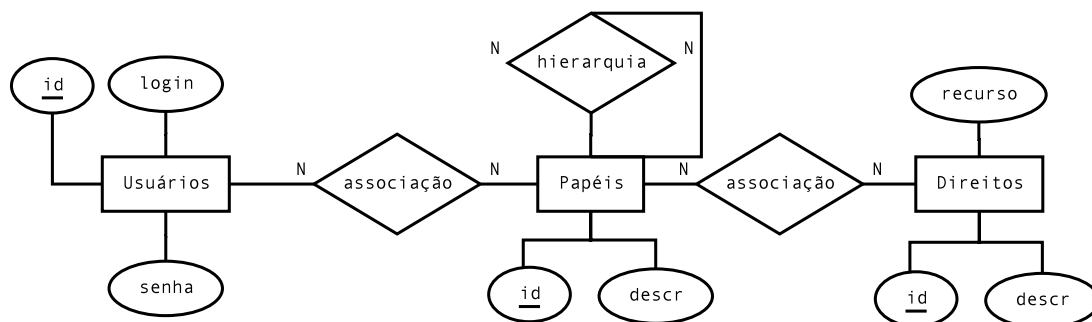 N
N
hierarquia
id
login
recurso
Usuários
N
associação
N
Papéis
N
associação
N
Direitos
senha
id
descr
id
descr